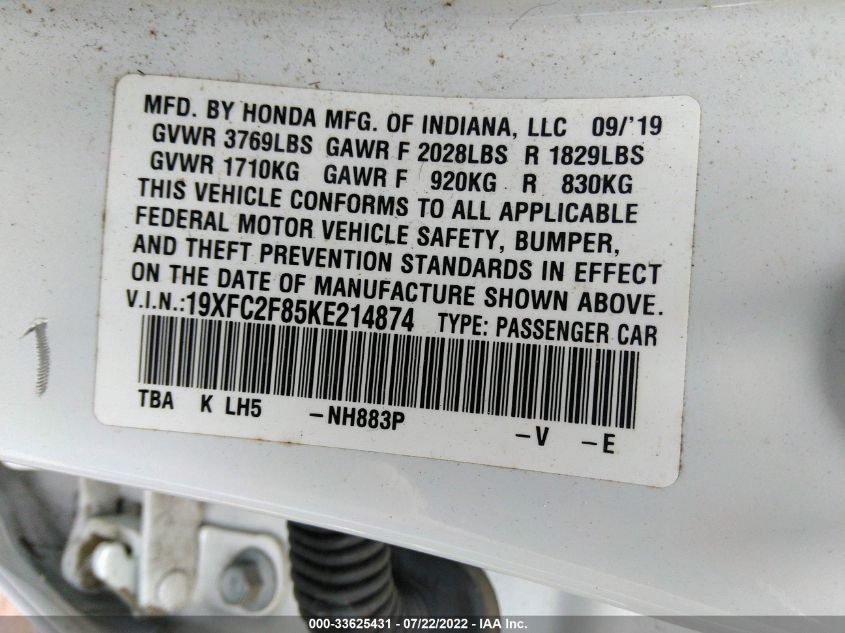 MFD. BY HONDA MFG. OF INDIANA, LLC 09/'19
GVWR 3769LBS GAWR F 2028LBS R 1829LBS
GVWR 1710KG GAWR F 920KG R 830KG
THIS VEHICLE CONFORMS TO ALL APPLICABLE
FEDERAL MOTOR VEHICLE SAFETY, BUMPER,
AND THEFT PREVENTION STANDARDS IN EFFECT
ON THE DATE OF MANUFACTURE SHOWN ABOVE.
V.I.N.:19XFC2F85KE214874 TYPE: PASSENGER CAR
TBA K LH5 -NH883P -V -E
000-33625431 - 07/22/2022 - IAA Inc.